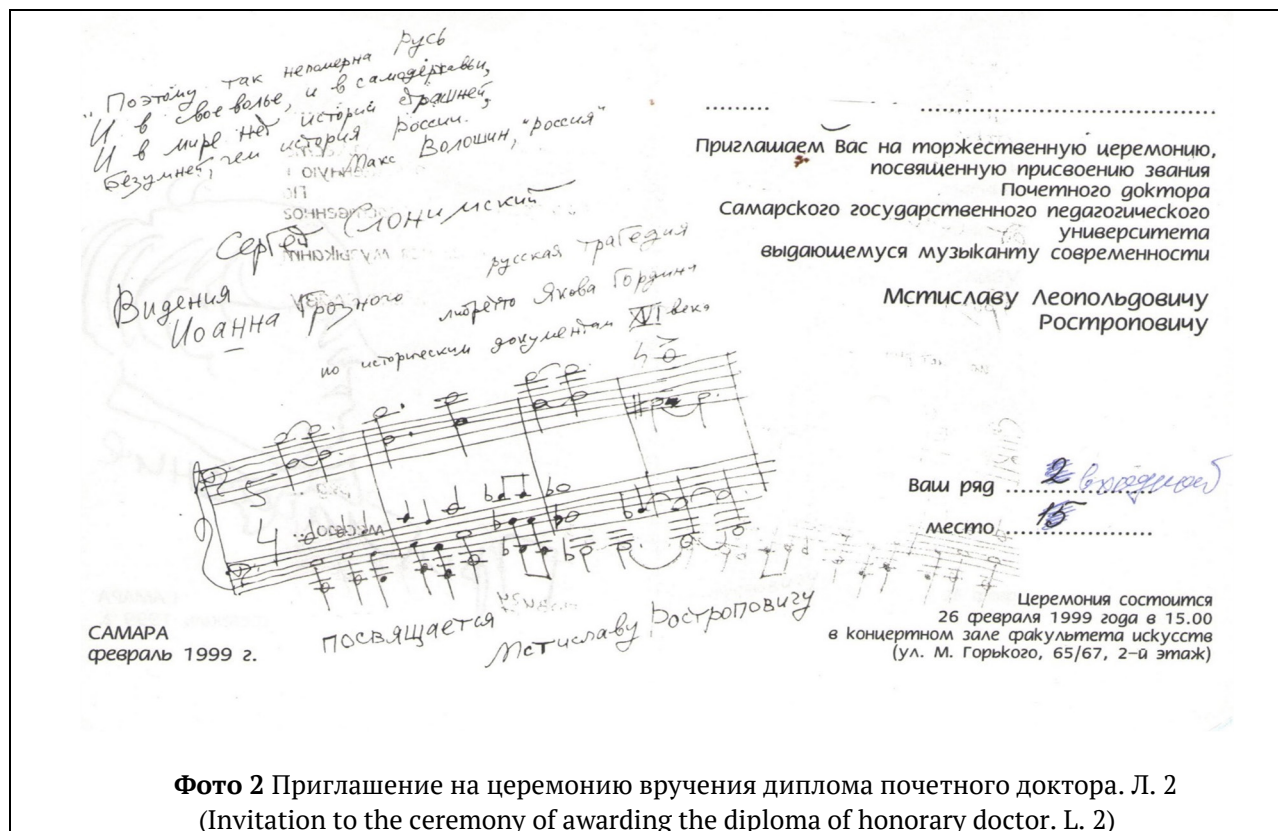 "Поэтому так непомерна Русь
И в своевольи, и в самодержавьи,
И в мире нет истории страшней,
Безумней, чем история России.
Макс Волошин, "Россия"
Сергей Слонимский
Видения
Иоанна Грозного
русская трагедия
либретто Якова Гордина
по историческим документам XVI века
5
4
посвящается
Мстиславу Ростроповичу
САМАРА
февраль 1999 г.
Приглашаем Вас на торжественную церемонию,
посвященную присвоению звания
Почетного доктора
Самарского государственного педагогического
университета
выдающемуся музыканту современности
Мстиславу Леопольдовичу
Ростроповичу
Ваш ряд 2 входной
место 15
Церемония состоится
26 февраля 1999 года в 15.00
в концертном зале факультета искусств
(ул. М. Горького, 65/67, 2-й этаж)
Фото 2 Приглашение на церемонию вручения диплома почетного доктора. Л. 2
(Invitation to the ceremony of awarding the diploma of honorary doctor. L. 2)